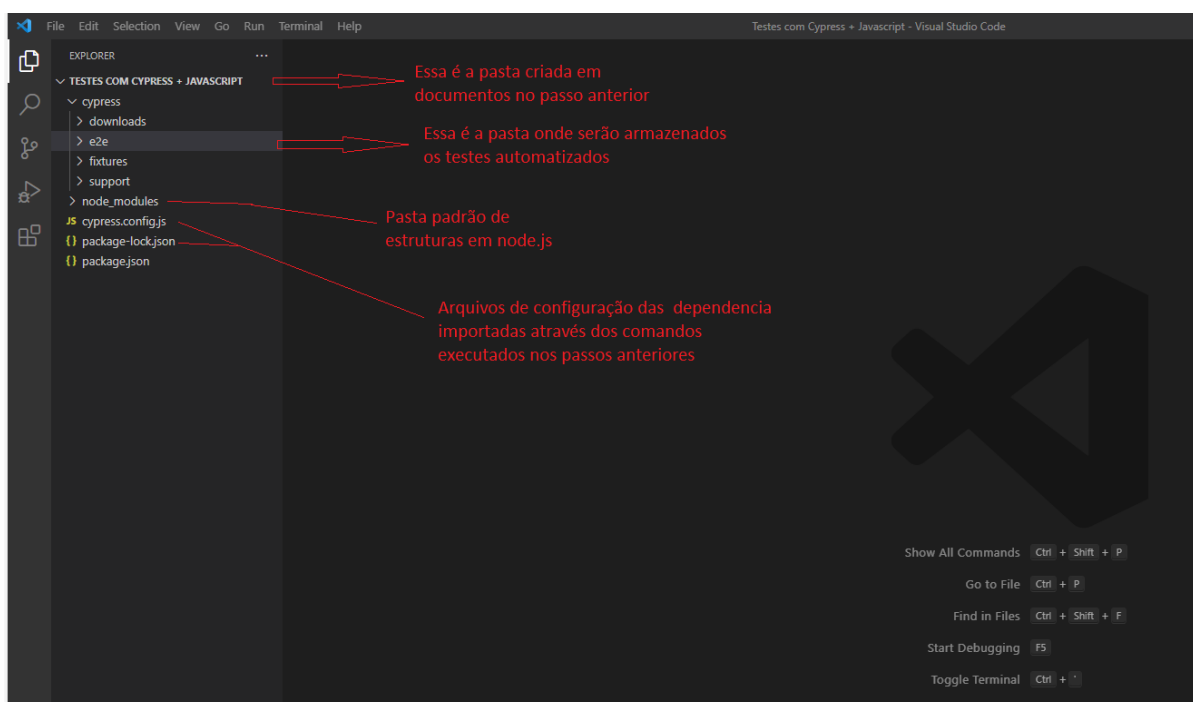 File Edit Selection View Go Run Terminal Help
Testes com Cypress + Javascript - Visual Studio Code
EXPLORER
TESTES COM CYPRESS + JAVASCRIPT
cypress
downloads
e2e
fixtures
support
node_modules
JS cypress.config.js
{} package-lock.json
{} package.json
Essa é a pasta criada em
documentos no passo anterior
Essa é a pasta onde serão armazenados
os testes automatizados
Pasta padrão de
estruturas em node.js
Arquivos de configuração das dependencia
importadas através dos comandos
executados nos passos anteriores
Show All Commands Ctrl + Shift + P
Go to File Ctrl + P
Find in Files Ctrl + Shift + F
Start Debugging F5
Toggle Terminal Ctrl + '